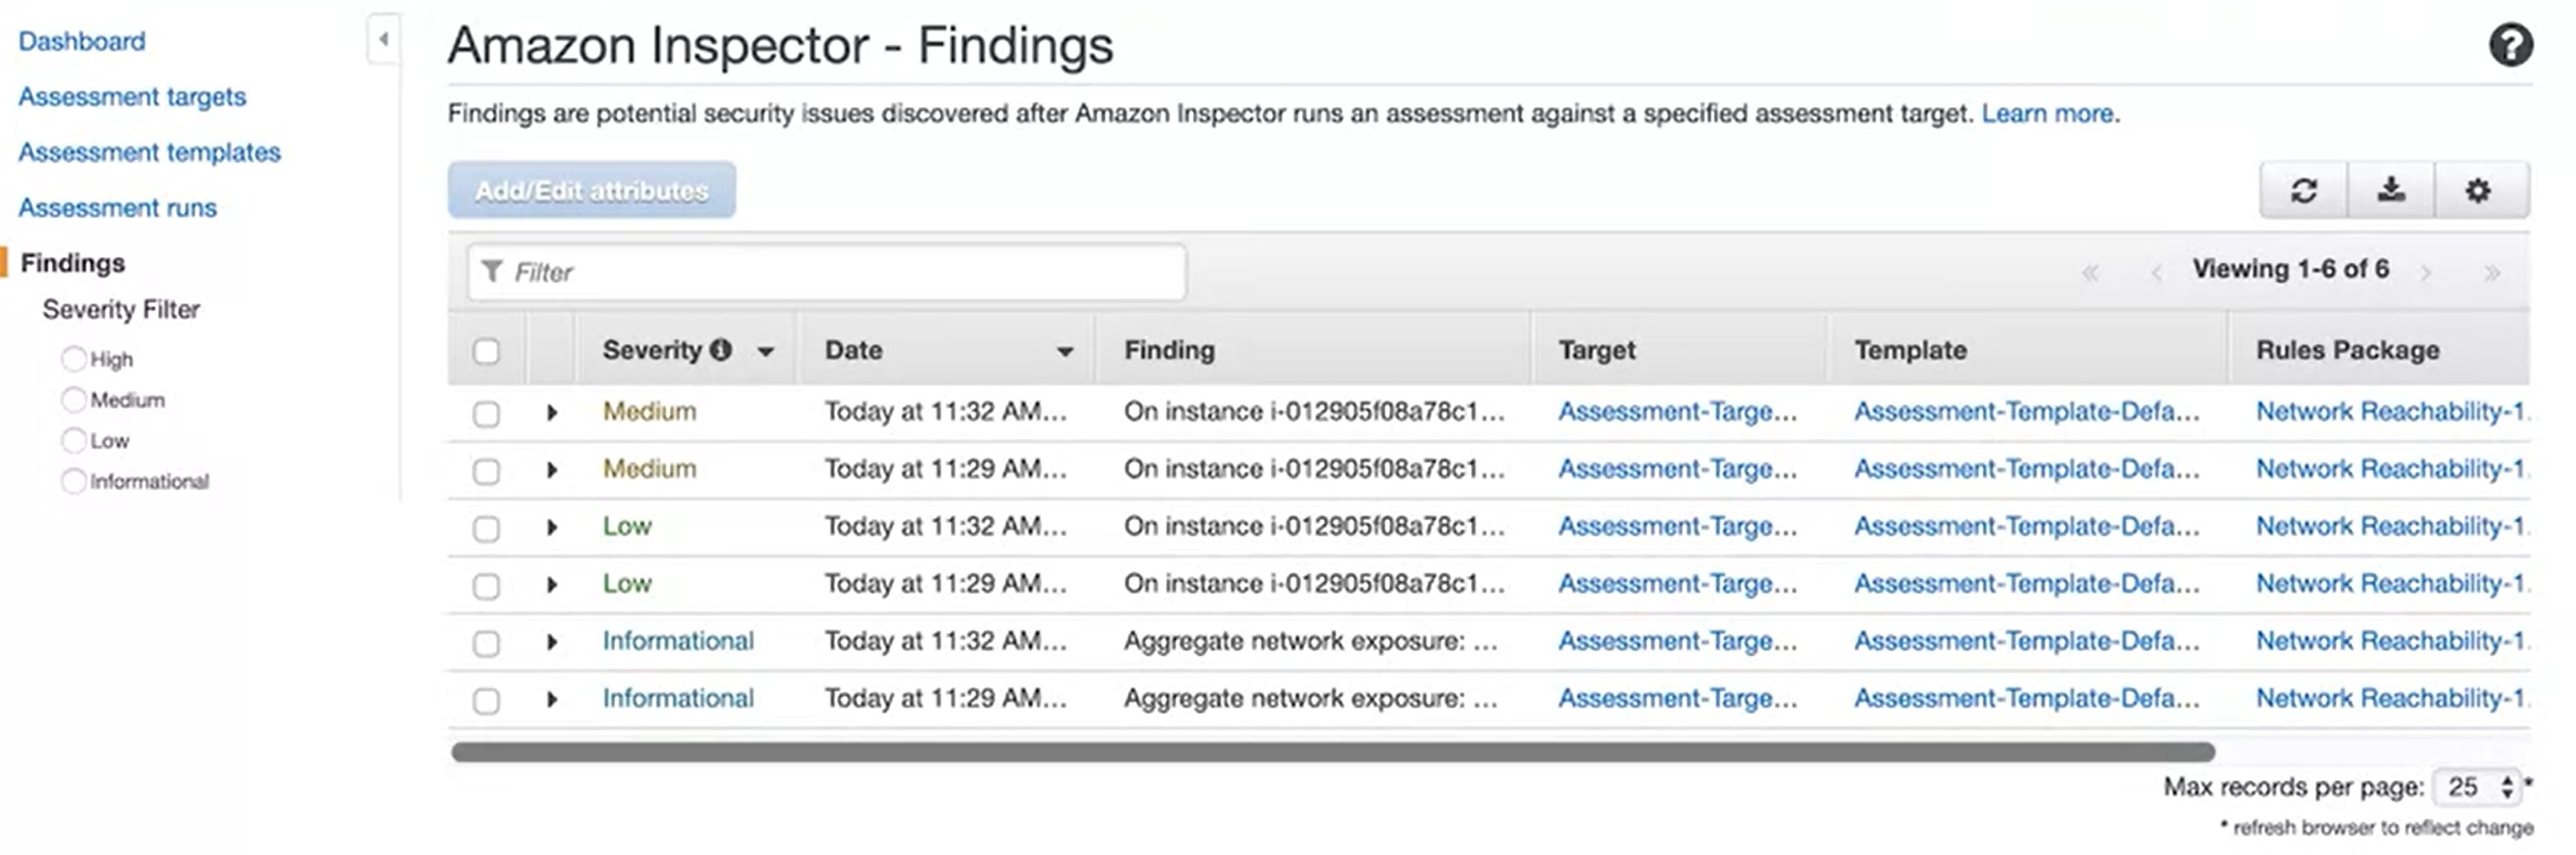 Dashboard
Assessment targets
Assessment templates
Assessment runs
Findings
Severity Filter
High
Medium
Low
Informational
Amazon Inspector - Findings
Findings are potential security issues discovered after Amazon Inspector runs an assessment against a specified assessment target. Learn more.
Add/Edit attributes
Filter
Viewing 1-6 of 6
Severity Date Finding Target Template Rules Package
Medium Today at 11:32 AM... On instance i-012905f08a78c1... Assessment-Targe... Assessment-Template-Defa... Network Reachability-1.
Medium Today at 11:29 AM... On instance i-012905f08a78c1... Assessment-Targe... Assessment-Template-Defa... Network Reachability-1.
Low Today at 11:32 AM... On instance i-012905f08a78c1... Assessment-Targe... Assessment-Template-Defa... Network Reachability-1.
Low Today at 11:29 AM... On instance i-012905f08a78c1... Assessment-Targe... Assessment-Template-Defa... Network Reachability-1.
Informational Today at 11:32 AM... Aggregate network exposure: ... Assessment-Targe... Assessment-Template-Defa... Network Reachability-1.
Informational Today at 11:29 AM... Aggregate network exposure: ... Assessment-Targe... Assessment-Template-Defa... Network Reachability-1.
Max records per page: 25 *
* refresh browser to reflect change